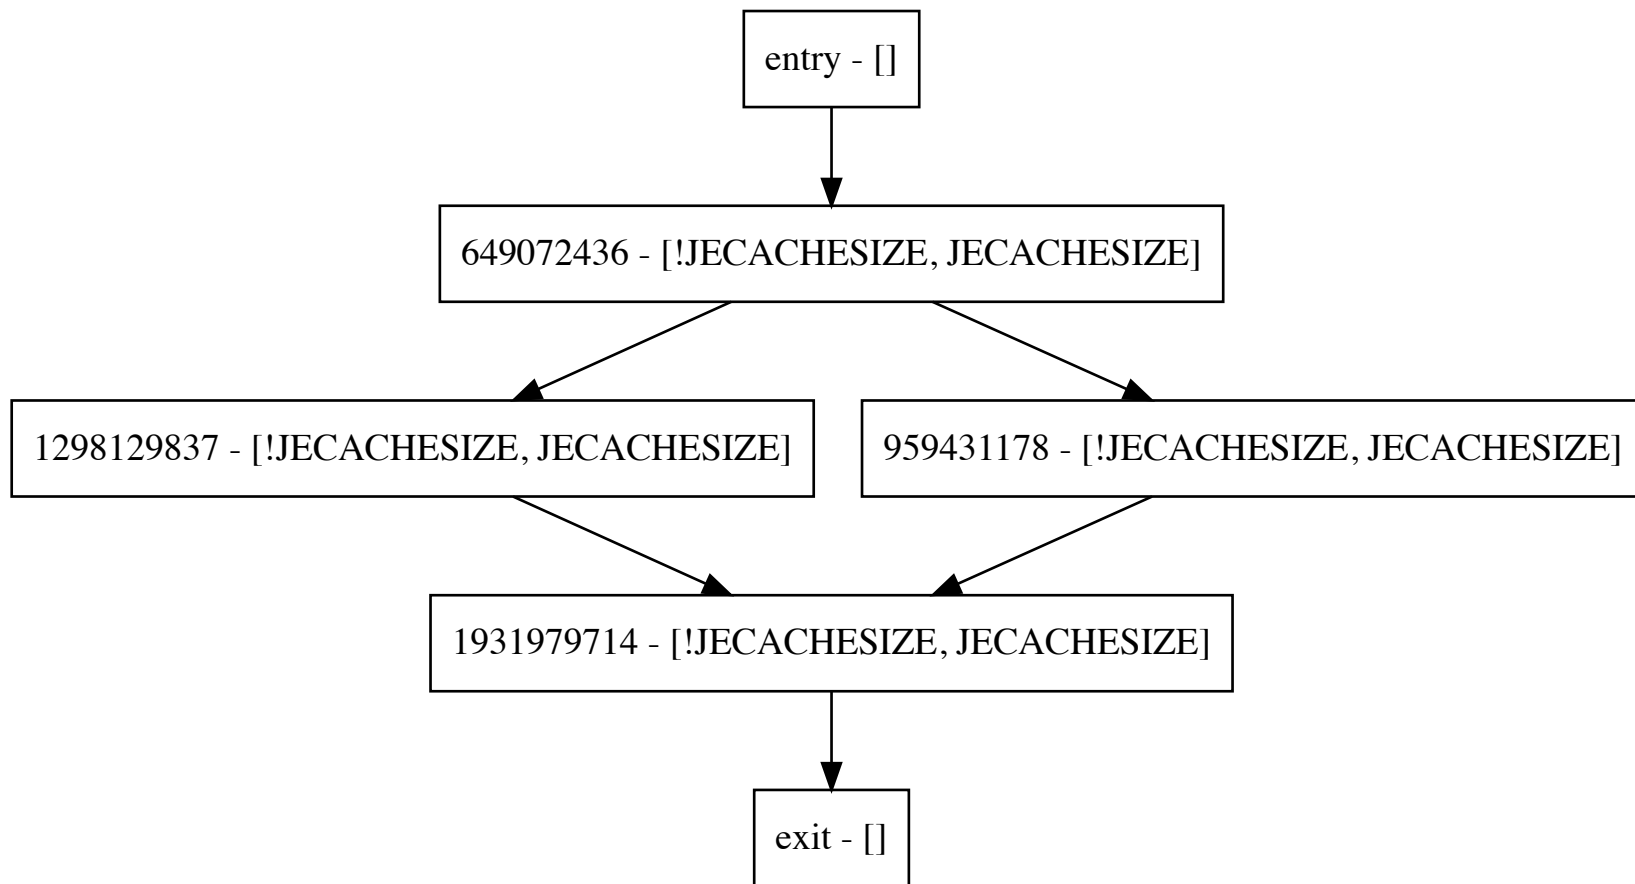 entry - []
649072436 - [!JECACHESIZE, JECACHESIZE]
1298129837 - [!JECACHESIZE, JECACHESIZE]
959431178 - [!JECACHESIZE, JECACHESIZE]
1931979714 - [!JECACHESIZE, JECACHESIZE]
exit - []